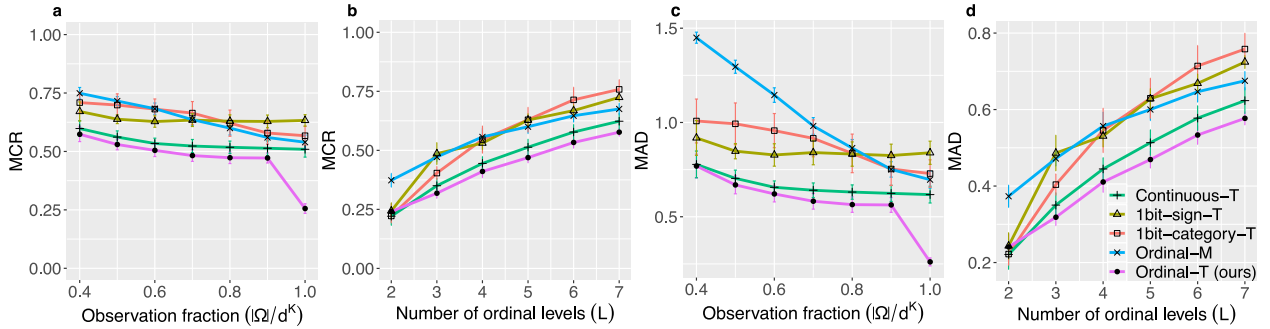 a
MCR
1.00
0.75
0.50
0.25
0.00
0.4
0.6
0.8
1.0
Observation fraction (|Ω|/d^K)
b
MCR
1.00
0.75
0.50
0.25
0.00
2
3
4
5
6
7
Number of ordinal levels (L)
c
MAD
1.5
1.0
0.5
0.4
0.6
0.8
1.0
Observation fraction (|Ω|/d^K)
d
MAD
0.8
0.6
0.4
0.2
Continuous−T
1bit−sign−T
1bit−category−T
Ordinal−M
Ordinal−T (ours)
2
3
4
5
6
7
Number of ordinal levels (L)